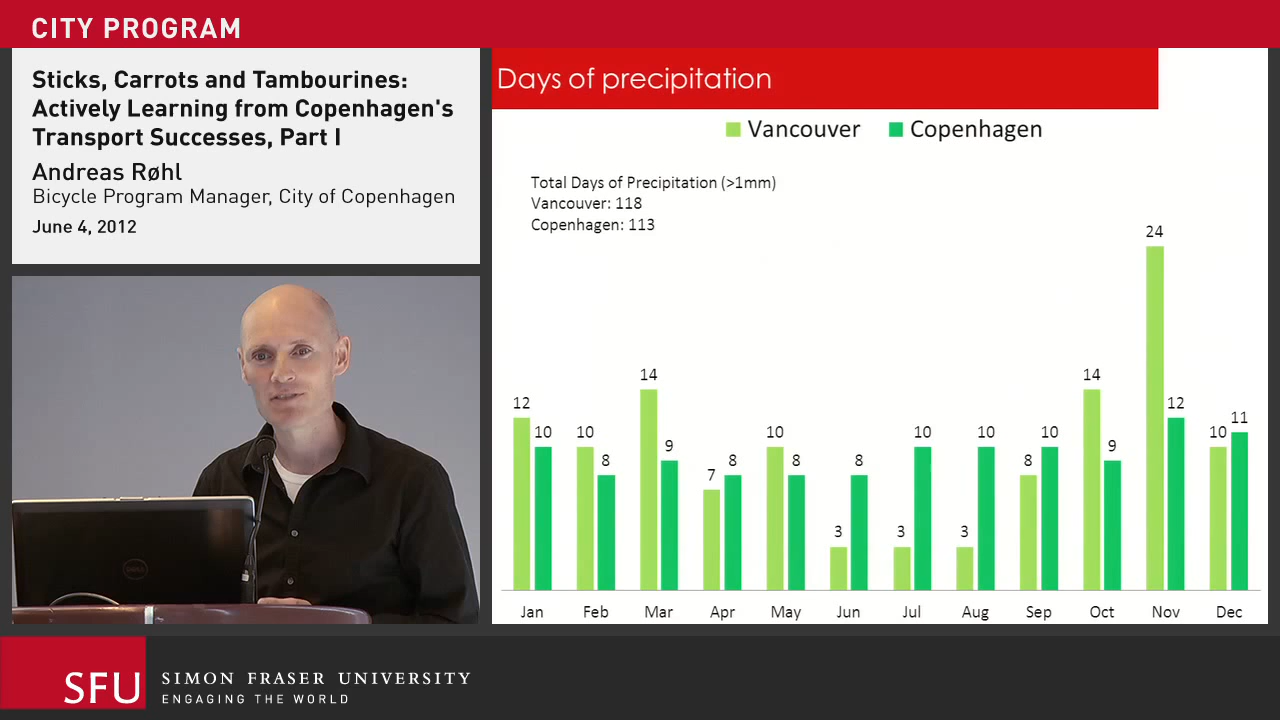 CITY PROGRAM
Sticks, Carrots and Tambourines:
Actively Learning from Copenhagen's
Transport Successes, Part I
Andreas Røhl
Bicycle Program Manager, City of Copenhagen
June 4, 2012
Days of precipitation
Vancouver Copenhagen
Total Days of Precipitation (>1mm)
Vancouver: 118
Copenhagen: 113
12 10 10 8 14 9 7 8 10 8 3 8 3 10 3 10 8 10 14 9 24 12 10 11
Jan Feb Mar Apr May Jun Jul Aug Sep Oct Nov Dec
DELL
SFU SIMON FRASER UNIVERSITY
ENGAGING THE WORLD